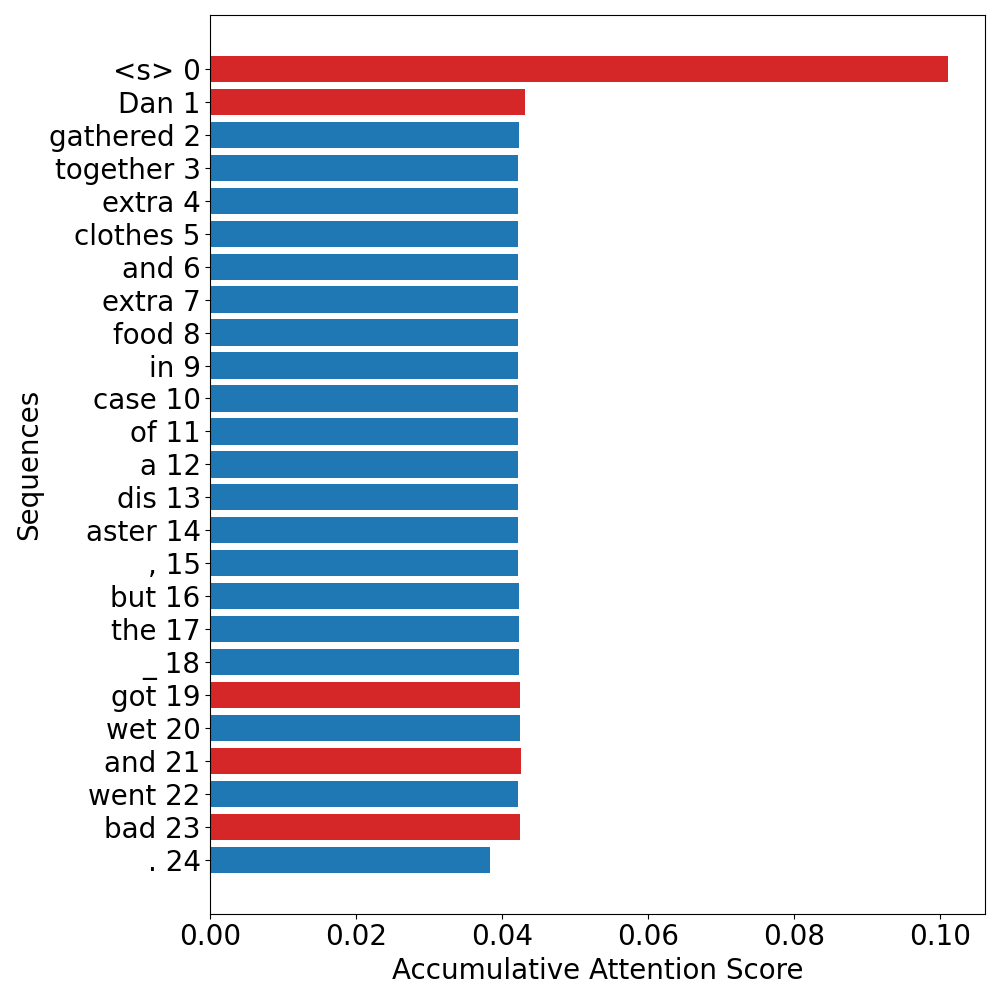 <s> 0
Dan 1
gathered 2
together 3
extra 4
clothes 5
and 6
extra 7
food 8
in 9
case 10
of 11
a 12
dis 13
aster 14
, 15
but 16
the 17
_ 18
got 19
wet 20
and 21
went 22
bad 23
. 24
Sequences
0.00 0.02 0.04 0.06 0.08 0.10
Accumulative Attention Score